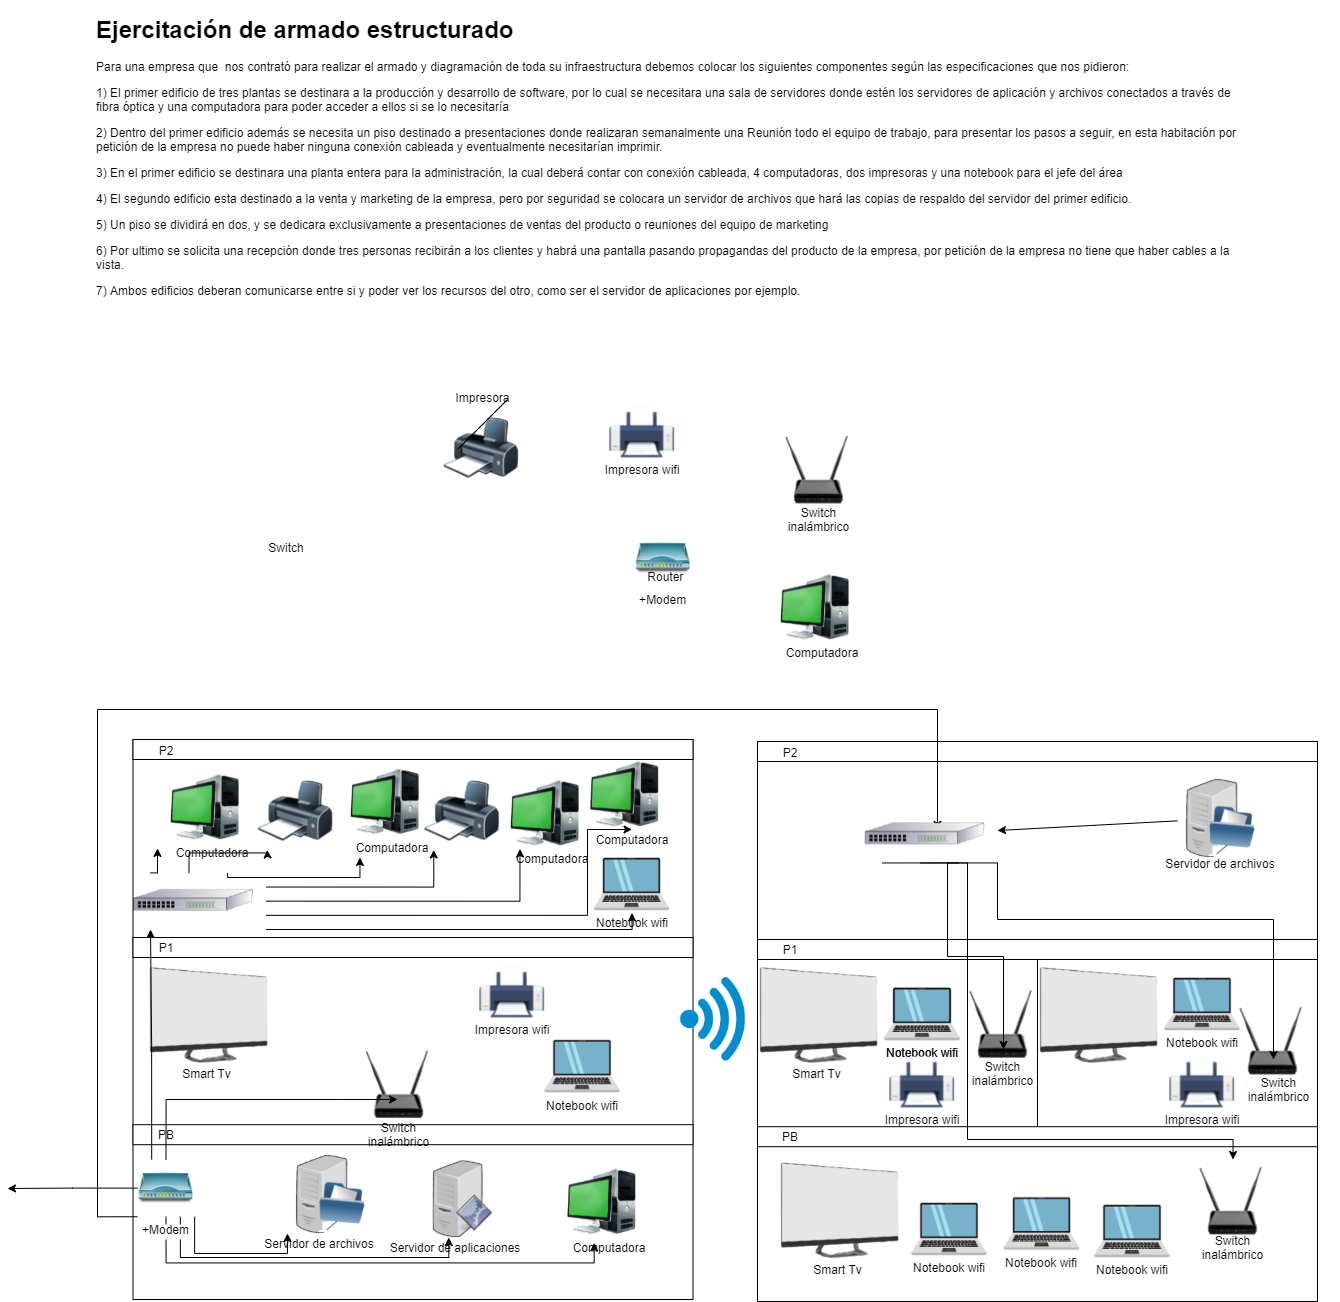 Ejercitación de armado estructurado
Para una empresa que  nos contrató para realizar el armado y diagramación de toda su infraestructura debemos colocar los siguientes componentes según las especificaciones que nos pidieron:
1) El primer edificio de tres plantas se destinara a la producción y desarrollo de software, por lo cual se necesitara una sala de servidores donde estén los servidores de aplicación y archivos conectados a través de
fibra óptica y una computadora para poder acceder a ellos si se lo necesitaría
2) Dentro del primer edificio además se necesita un piso destinado a presentaciones donde realizaran semanalmente una Reunión todo el equipo de trabajo, para presentar los pasos a seguir, en esta habitación por
petición de la empresa no puede haber ninguna conexión cableada y eventualmente necesitarían imprimir.
3) En el primer edificio se destinara una planta entera para la administración, la cual deberá contar con conexión cableada, 4 computadoras, dos impresoras y una notebook para el jefe del área
4) El segundo edificio esta destinado a la venta y marketing de la empresa, pero por seguridad se colocara un servidor de archivos que hará las copias de respaldo del servidor del primer edificio.
5) Un piso se dividirá en dos, y se dedicara exclusivamente a presentaciones de ventas del producto o reuniones del equipo de marketing
6) Por ultimo se solicita una recepción donde tres personas recibirán a los clientes y habrá una pantalla pasando propagandas del producto de la empresa, por petición de la empresa no tiene que haber cables a la
vista.
7) Ambos edificios deberan comunicarse entre si y poder ver los recursos del otro, como ser el servidor de aplicaciones por ejemplo.
Impresora
Impresora wifi
Switch
inalámbrico
Switch
Router
+Modem
Computadora
P2
Computadora
Computadora
Computadora
Computadora
Notebook wifi
P1
Impresora wifi
Smart Tv
Notebook wifi
Switch
inalámbrico
PB
+Modem
Servidor de archivos
Servidor de aplicaciones
Computadora
P2
Servidor de archivos
P1
Notebook wifi
Smart Tv
Switch
inalámbrico
Impresora wifi
Notebook wifi
Switch
inalámbrico
Impresora wifi
PB
Smart Tv
Notebook wifi
Notebook wifi
Notebook wifi
Switch
inalámbrico